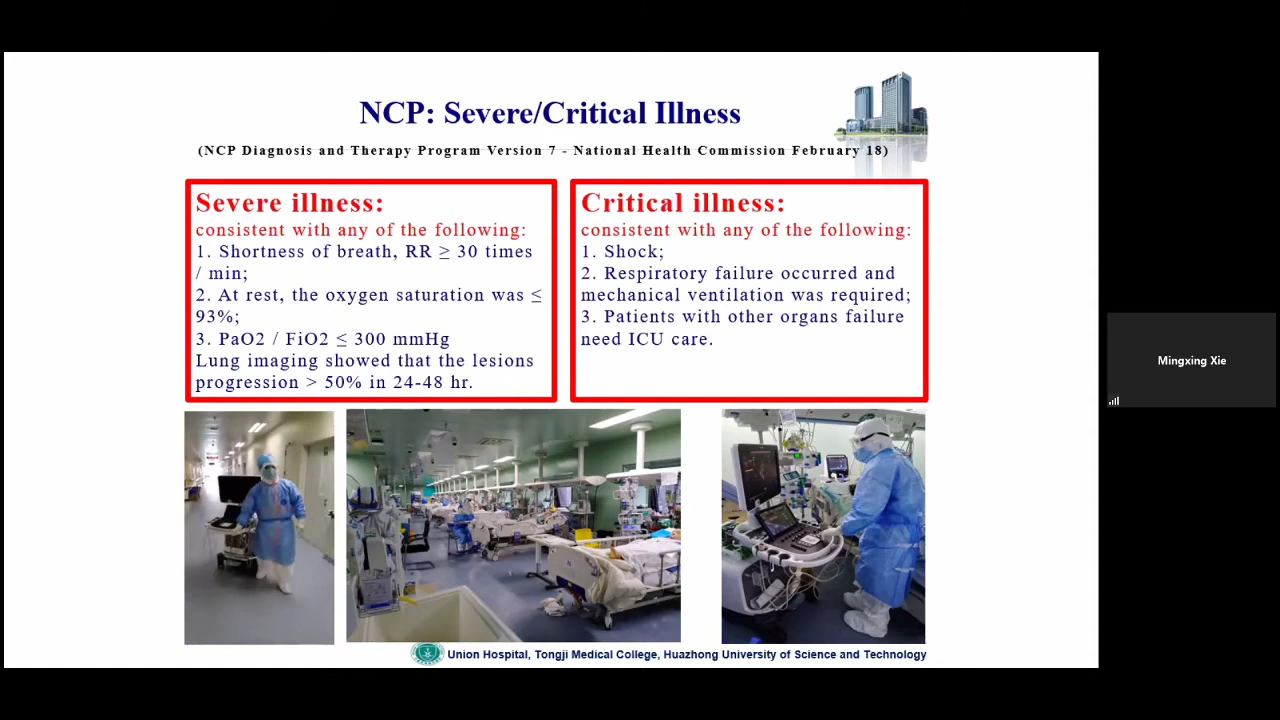 NCP: Severe/Critical Illness
(NCP Diagnosis and Therapy Program Version 7 - National Health Commission February 18)
Severe illness:
consistent with any of the following:
1. Shortness of breath, RR ≥ 30 times
/ min;
2. At rest, the oxygen saturation was ≤
93%;
3. PaO2 / FiO2 ≤ 300 mmHg
Lung imaging showed that the lesions
progression > 50% in 24-48 hr.
Critical illness:
consistent with any of the following:
1. Shock;
2. Respiratory failure occurred and
mechanical ventilation was required;
3. Patients with other organs failure
need ICU care.
Union Hospital, Tongji Medical College, Huazhong University of Science and Technology
Mingxing Xie